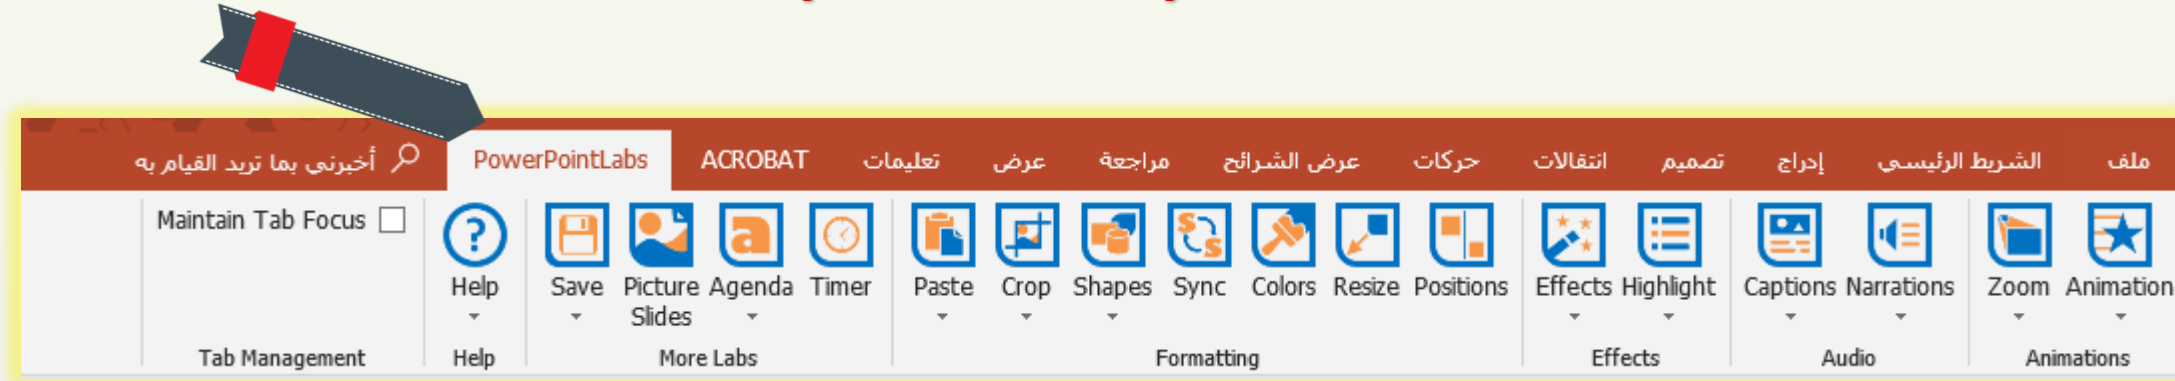 ملف الشريط الرئيسي إدراج تصميم انتقالات حركات عرض الشرائح مراجعة عرض تعليمات ACROBAT PowerPointLabs أخبرني بما تريد القيام به
Animation Zoom Narrations Captions Highlight Effects Positions Resize Colors Sync Shapes Crop Paste Timer Agenda Picture Slides Save Help Maintain Tab Focus
Animations Audio Effects Formatting More Labs Help Tab Management